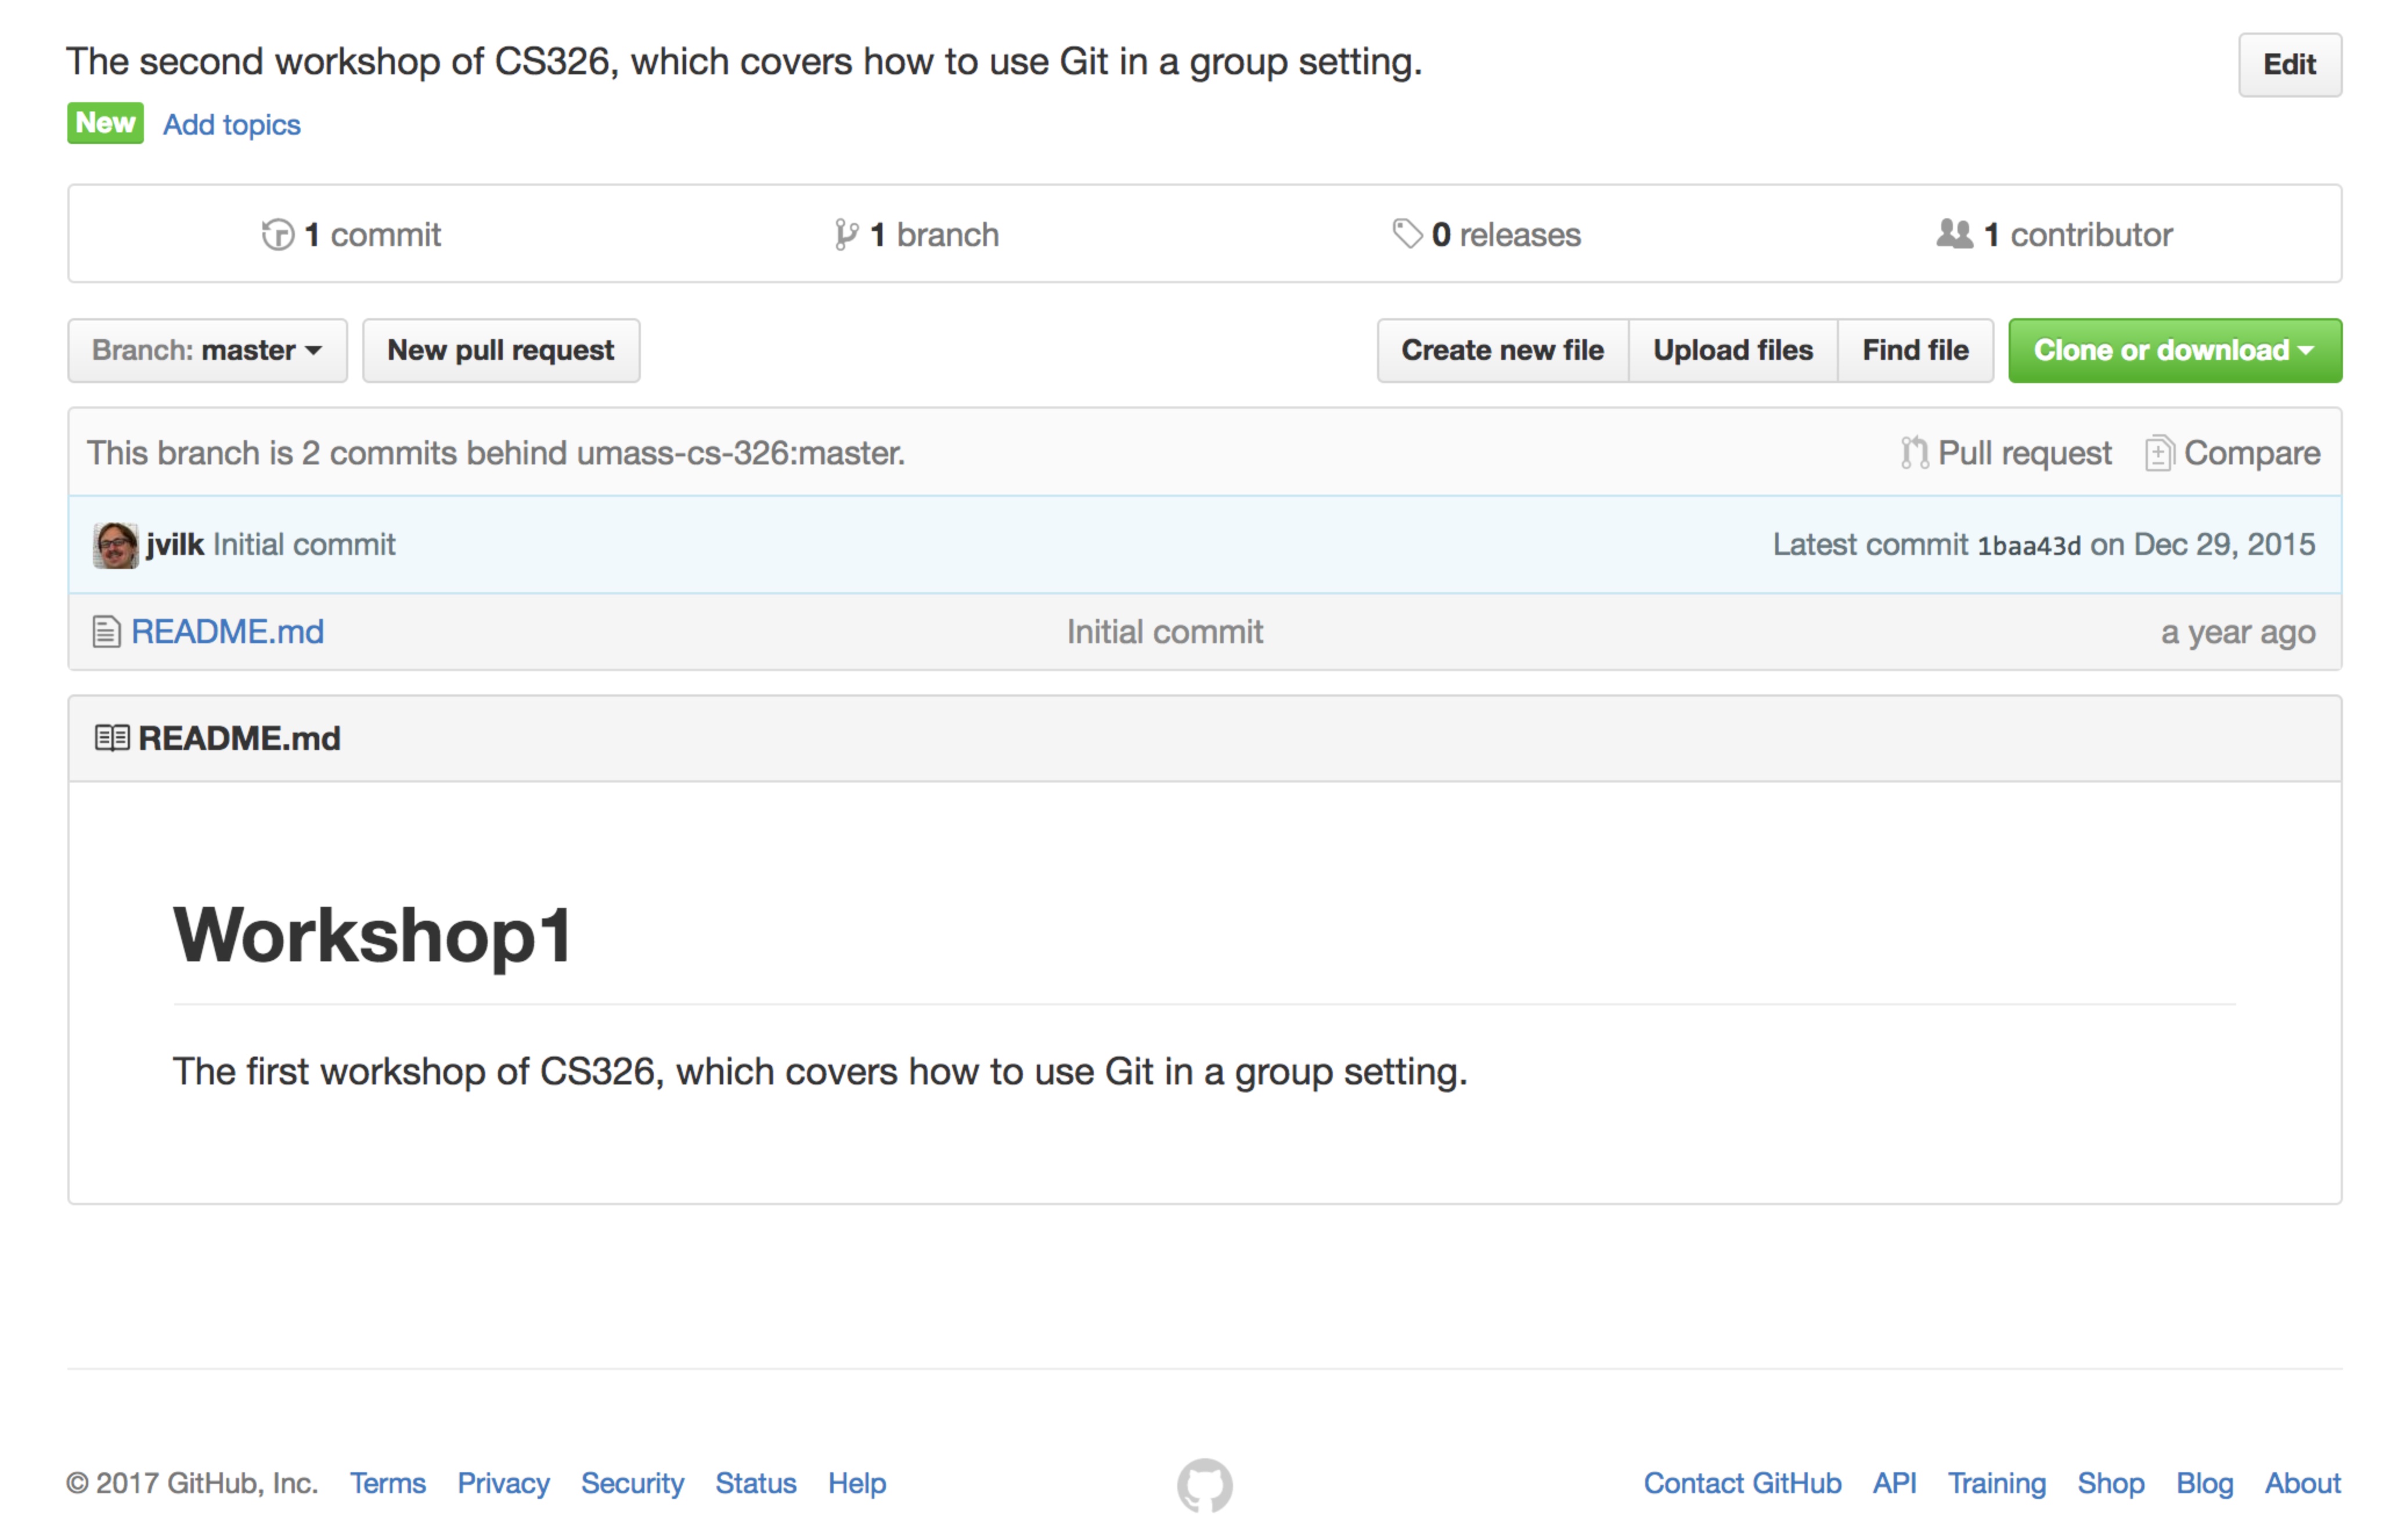 The second workshop of CS326, which covers how to use Git in a group setting.
Edit
New Add topics
1 commit 1 branch 0 releases 1 contributor
Branch: master New pull request Create new file Upload files Find file Clone or download
This branch is 2 commits behind umass-cs-326:master. Pull request Compare
jvilk Initial commit Latest commit 1baa43d on Dec 29, 2015
README.md Initial commit a year ago
README.md
Workshop1
The first workshop of CS326, which covers how to use Git in a group setting.
© 2017 GitHub, Inc. Terms Privacy Security Status Help Contact GitHub API Training Shop Blog About